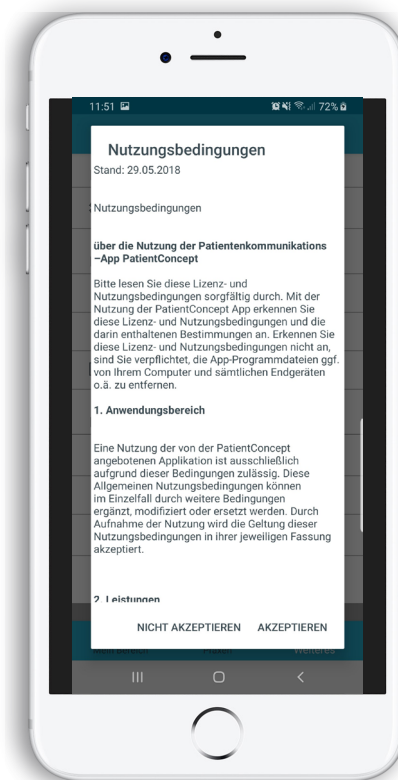 11:51 72%
Nutzungsbedingungen
Stand: 29.05.2018
Nutzungsbedingungen
über die Nutzung der Patientenkommunikations
–App PatientConcept
Bitte lesen Sie diese Lizenz- und
Nutzungsbedingungen sorgfältig durch. Mit der
Nutzung der PatientConcept App erkennen Sie
diese Lizenz- und Nutzungsbedingungen und die
darin enthaltenen Bestimmungen an. Erkennen Sie
diese Lizenz- und Nutzungsbedingungen nicht an,
sind Sie verpflichtet, die App-Programmdateien ggf.
von Ihrem Computer und sämtlichen Endgeräten
o.ä. zu entfernen.
1. Anwendungsbereich
Eine Nutzung der von der PatientConcept
angebotenen Applikation ist ausschließlich
aufgrund dieser Bedingungen zulässig. Diese
Allgemeinen Nutzungsbedingungen können
im Einzelfall durch weitere Bedingungen
ergänzt, modifiziert oder ersetzt werden. Durch
Aufnahme der Nutzung wird die Geltung dieser
Nutzungsbedingungen in ihrer jeweiligen Fassung
akzeptiert.
2. Leistungen
NICHT AKZEPTIEREN AKZEPTIEREN
Mein Bereich Praxen Weiteres